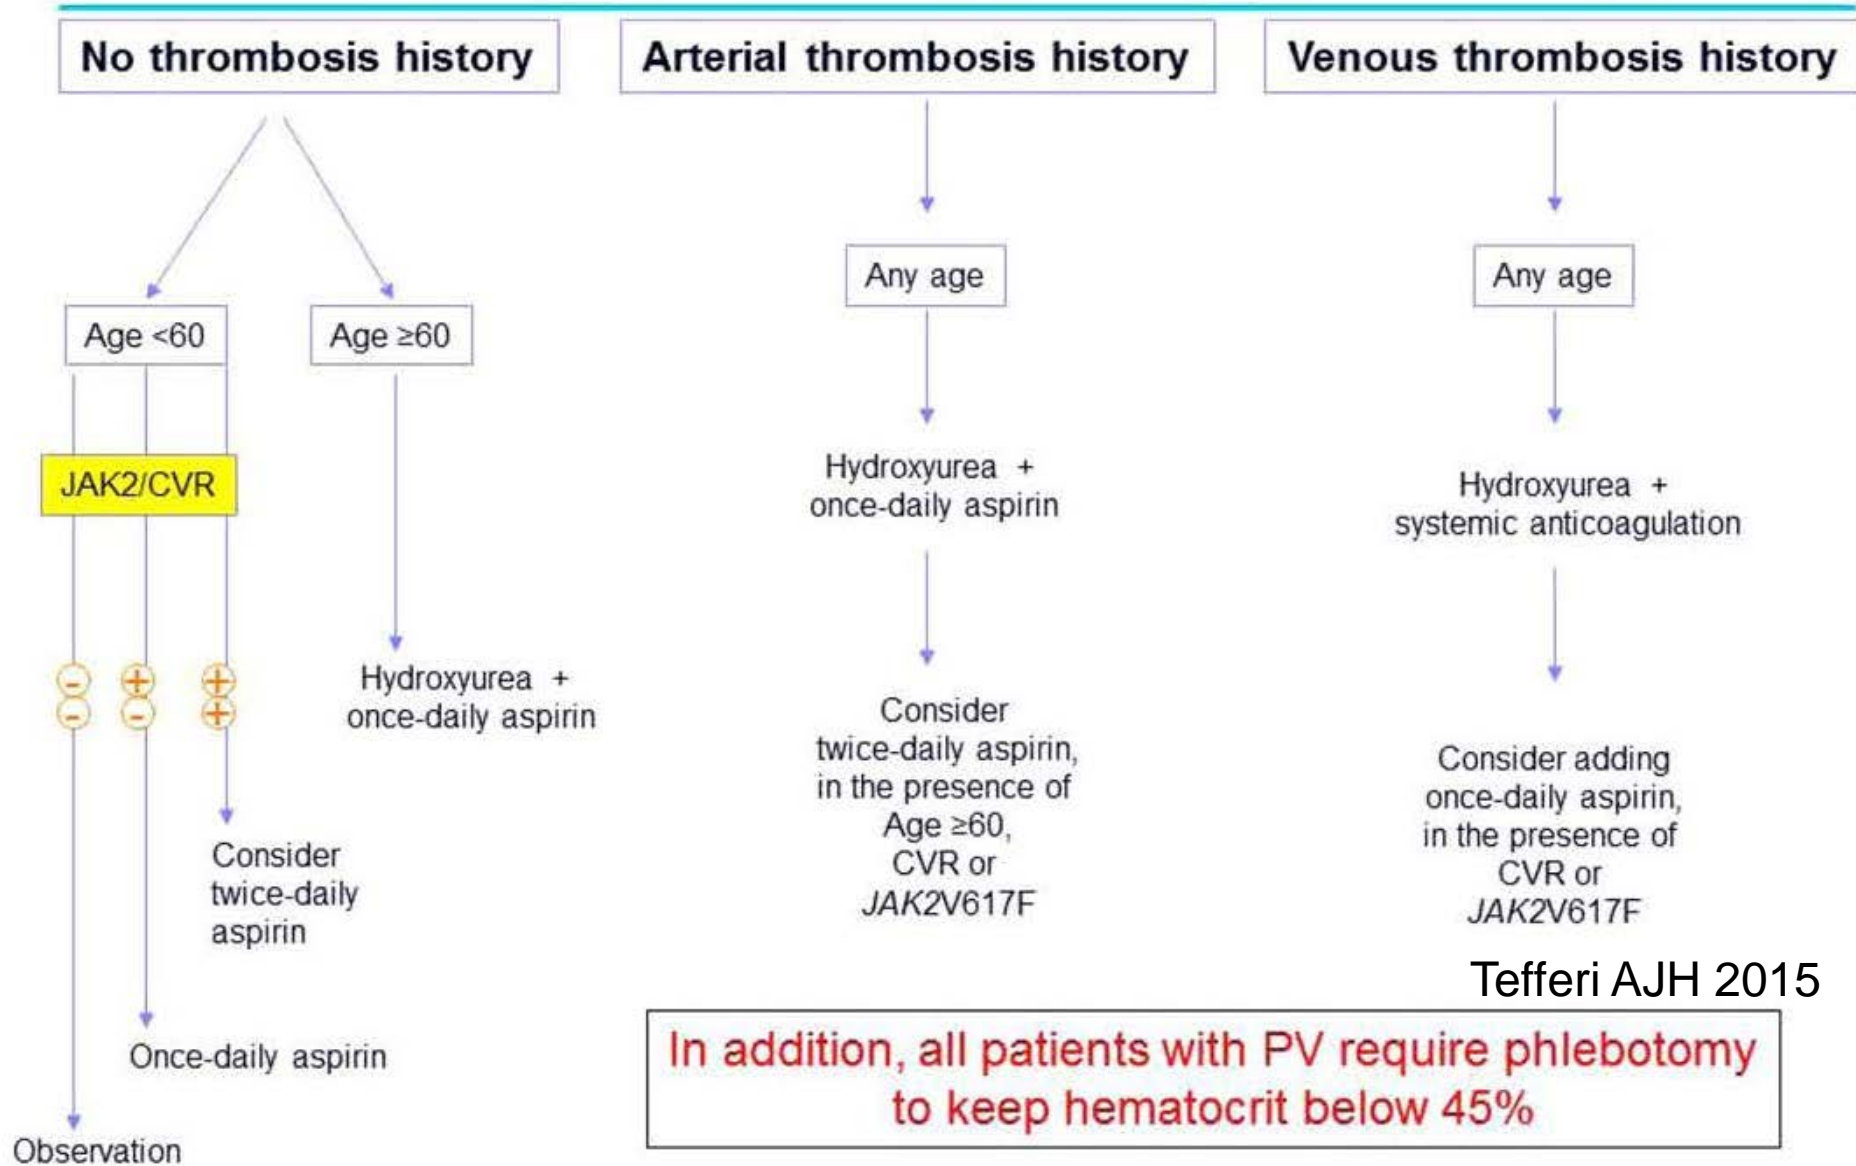 No thrombosis history
Arterial thrombosis history
Venous thrombosis history
Age <60
Age ≥60
Any age
Any age
JAK2/CVR
- + +
- - +
Hydroxyurea +
once-daily aspirin
Hydroxyurea +
once-daily aspirin
Hydroxyurea +
systemic anticoagulation
Consider
twice-daily
aspirin
Once-daily aspirin
Observation
Consider
twice-daily aspirin,
in the presence of
Age ≥60,
CVR or
JAK2V617F
Consider adding
once-daily aspirin,
in the presence of
CVR or
JAK2V617F
Tefferi AJH 2015
In addition, all patients with PV require phlebotomy
to keep hematocrit below 45%